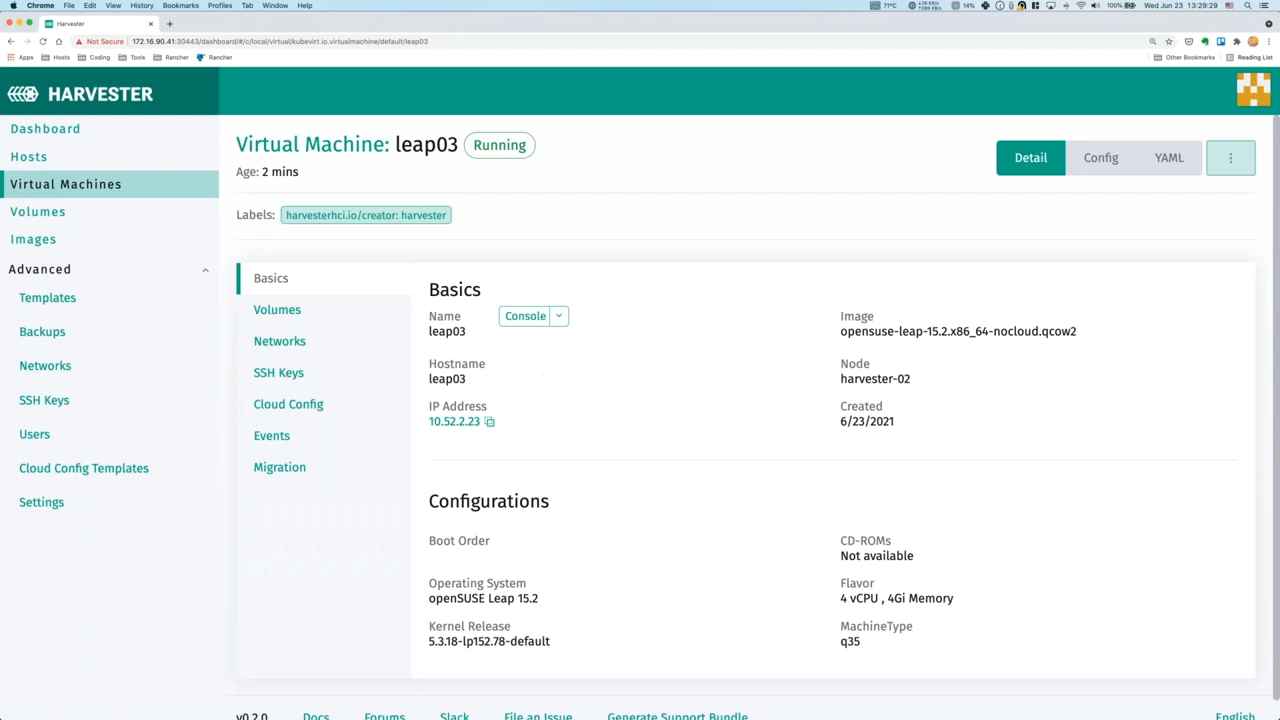 Chrome File Edit View History Bookmarks Profiles Tab Window Help 71°C 14% 100% Wed Jun 23 13:29:29
Harvester
Not Secure 172.16.90.41:30443/dashboard/#/c/local/virtual/kubevirt.io.virtualmachine/default/leap03
Apps Hosts Coding Tools Rancher Rancher Other Bookmarks Reading List
HARVESTER
Dashboard
Hosts
Virtual Machines
Volumes
Images
Advanced
Templates
Backups
Networks
SSH Keys
Users
Cloud Config Templates
Settings
Virtual Machine: leap03 Running
Age: 2 mins
Detail Config YAML
Labels: harvesterhci.io/creator: harvester
Basics
Volumes
Networks
SSH Keys
Cloud Config
Events
Migration
Basics
Name
leap03
Console
Image
opensuse-leap-15.2.x86_64-nocloud.qcow2
Hostname
leap03
Node
harvester-02
IP Address
10.52.2.23
Created
6/23/2021
Configurations
Boot Order
CD-ROMs
Not available
Operating System
openSUSE Leap 15.2
Flavor
4 vCPU , 4Gi Memory
Kernel Release
5.3.18-lp152.78-default
MachineType
q35
v0.2.0 Docs Forums Slack File an Issue Generate Support Bundle English